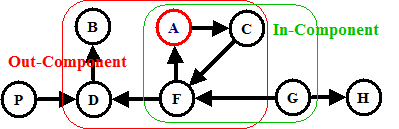 B A C In-Component
Out-Component
P D F G H